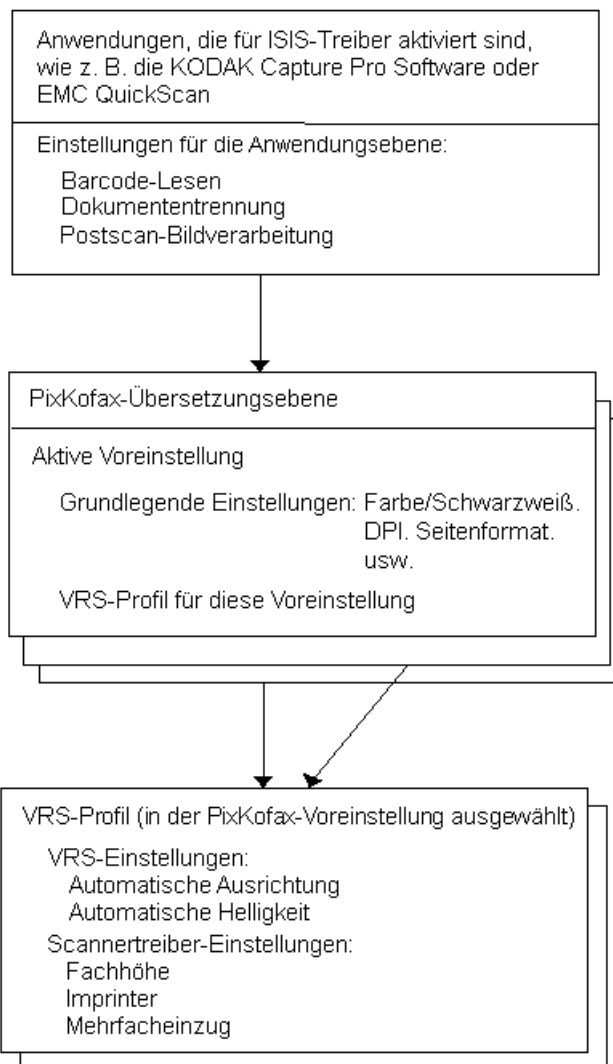 Anwendungen, die für ISIS-Treiber aktiviert sind,
wie z. B. die KODAK Capture Pro Software oder
EMC QuickScan
Einstellungen für die Anwendungsebene:
Barcode-Lesen
Dokumententrennung
Postscan-Bildverarbeitung
PixKofax-Übersetzungsebene
Aktive Voreinstellung
Grundlegende Einstellungen: Farbe/Schwarzweiß.
DPI. Seitenformat.
usw.
VRS-Profil für diese Voreinstellung
VRS-Profil (in der PixKofax-Voreinstellung ausgewählt)
VRS-Einstellungen:
Automatische Ausrichtung
Automatische Helligkeit
Scannertreiber-Einstellungen:
Fachhöhe
Imprinter
Mehrfacheinzug